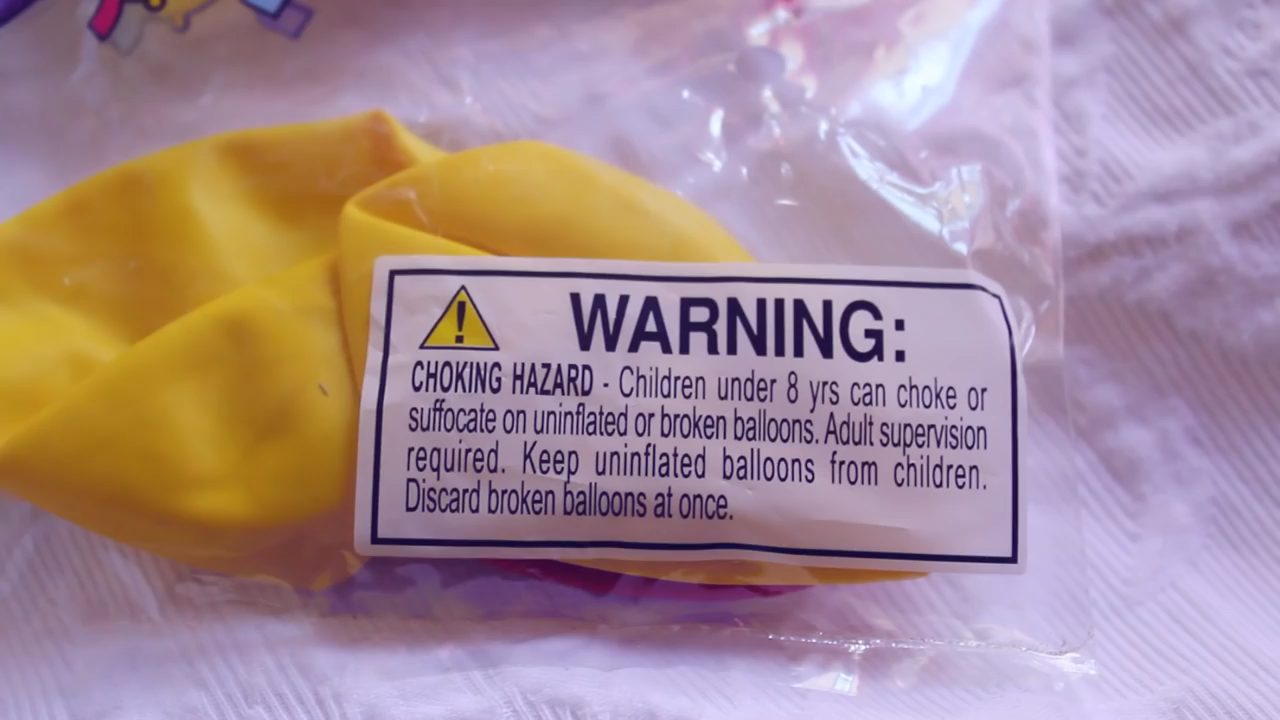 WARNING:
CHOKING HAZARD - Children under 8 yrs can choke or
suffocate on uninflated or broken balloons. Adult supervision
required. Keep uninflated balloons from children.
Discard broken balloons at once.